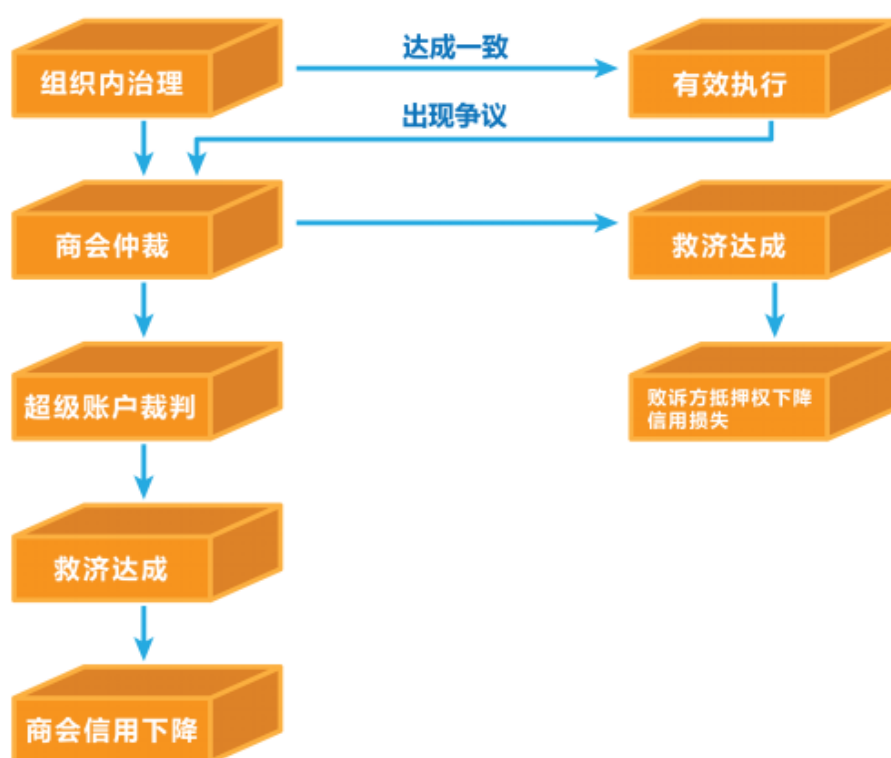 达成一致
组织内治理
有效执行
出现争议
商会仲裁
救济达成
超级账户裁判
败诉方抵押权下降
信用损失
救济达成
商会信用下降